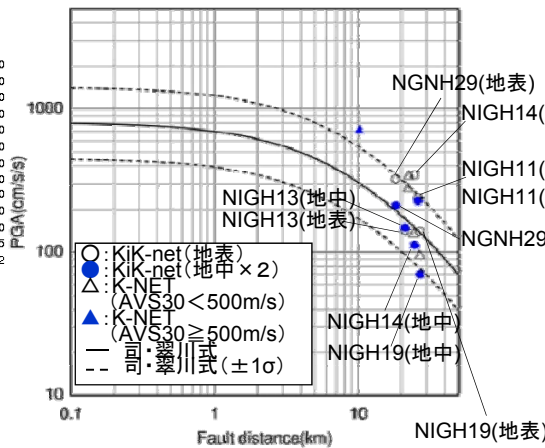 1000
100
10
PGA(cm/s/s)
NGNH29(地表)
NIGH14(
NIGH11(
NIGH11(
NIGH13(地中)
NIGH13(地表)
NGNH29
○:KiK-net(地表)
●:KiK-net(地中×2)
△:K-NET
(AVS30<500m/s)
▲:K-NET
(AVS30≧500m/s)
司・翠川式
司・翠川式(±1σ)
NIGH14(地中)
NIGH19(地中)
NIGH19(地表)
0.1
1
10
Fault distance(km)